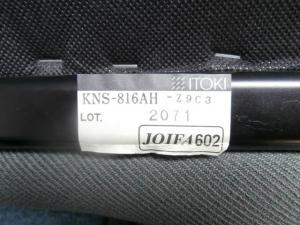 ITOKI
KNS-816AH -Z9C3
LOT. 2071
JOIFA602